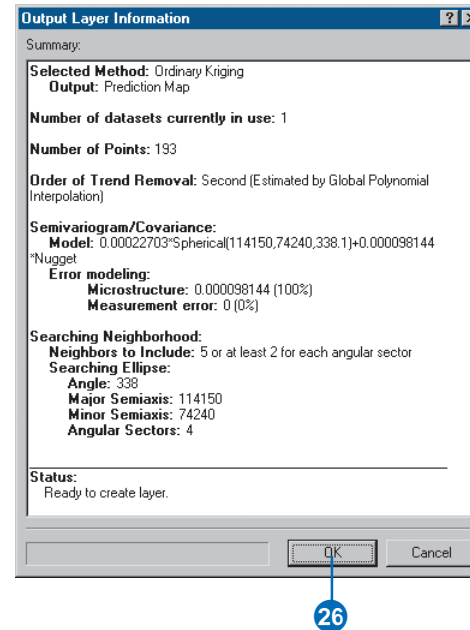 Output Layer Information
Summary:
Selected Method: Ordinary Kriging
Output: Prediction Map
Number of datasets currently in use: 1
Number of Points: 193
Order of Trend Removal: Second (Estimated by Global Polynomial
Interpolation)
Semivariogram/Covariance:
Model: 0.00022703*Spherical(114150,74240,338.1)+0.000098144
*Nugget
Error modeling:
Microstructure: 0.000098144 (100%)
Measurement error: 0 (0%)
Searching Neighborhood:
Neighbors to Include: 5 or at least 2 for each angular sector
Searching Ellipse:
Angle: 338
Major Semiaxis: 114150
Minor Semiaxis: 74240
Angular Sectors: 4
Status:
Ready to create layer.
OK Cancel
26